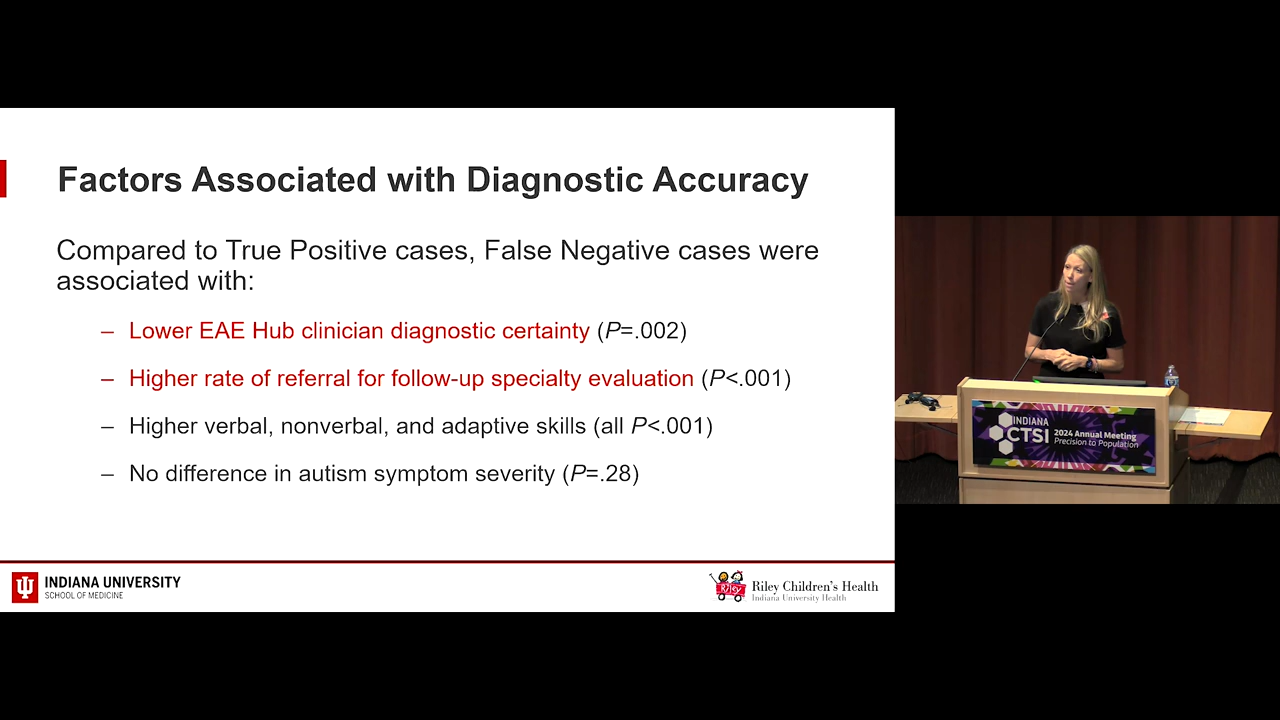 Factors Associated with Diagnostic Accuracy
Compared to True Positive cases, False Negative cases were
associated with:
– Lower EAE Hub clinician diagnostic certainty (P=.002)
– Higher rate of referral for follow-up specialty evaluation (P<.001)
– Higher verbal, nonverbal, and adaptive skills (all P<.001)
– No difference in autism symptom severity (P=.28)
INDIANA UNIVERSITY
SCHOOL OF MEDICINE
Riley
Riley Children's Health
Indiana University Health
INDIANA
CTSI
2024 Annual Meeting
Precision to Population